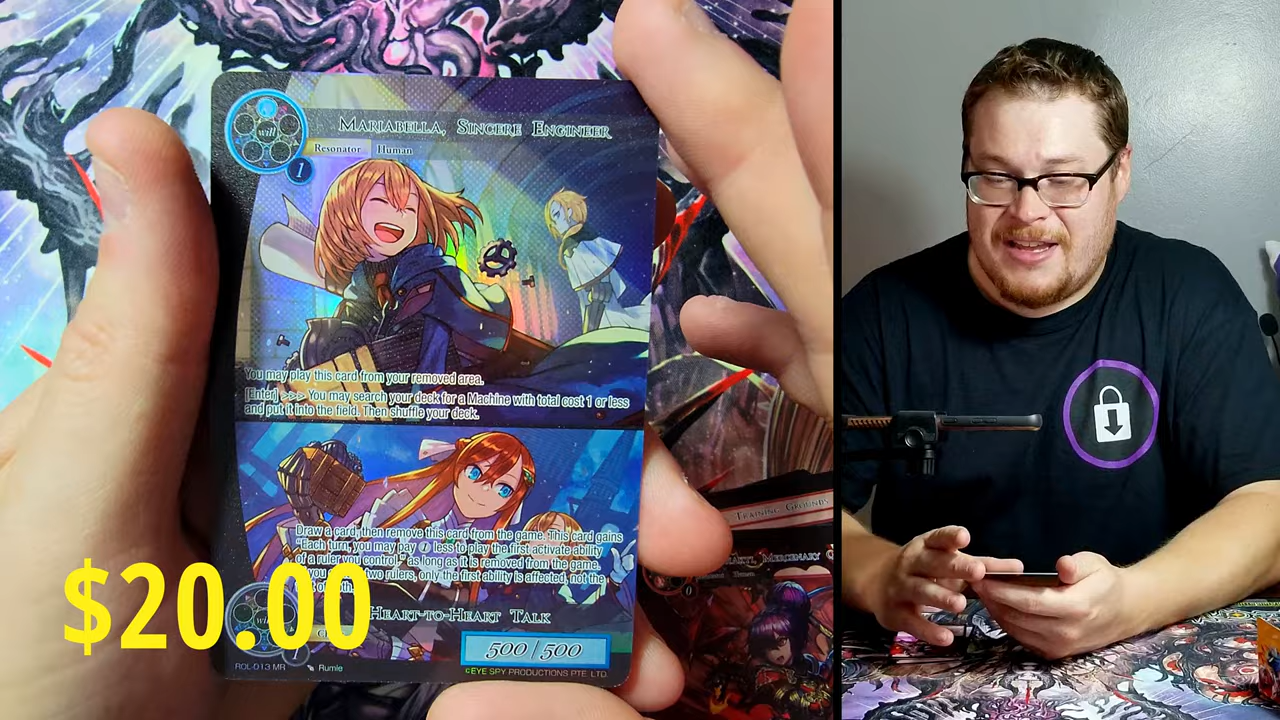 will
1
Mariabella, Sincere Engineer
Resonator Human
You may play this card from your removed area.
[Enter] >>> You may search your deck for a Machine with total cost 1 or less
and put it into the field. Then shuffle your deck.
Draw a card, then remove this card from the game. This card gains
"Each turn, you may pay 1 less to play the first activate ability
of a ruler you control" as long as it is removed from the game.
two rulers, only the first ability is affected, not the
Heart-to-Heart Talk
500/500
ROL-013 MR
Rumie
©EYE SPY PRODUCTIONS PTE. LTD.
$20.00
Training Grounds
Mercenary
0